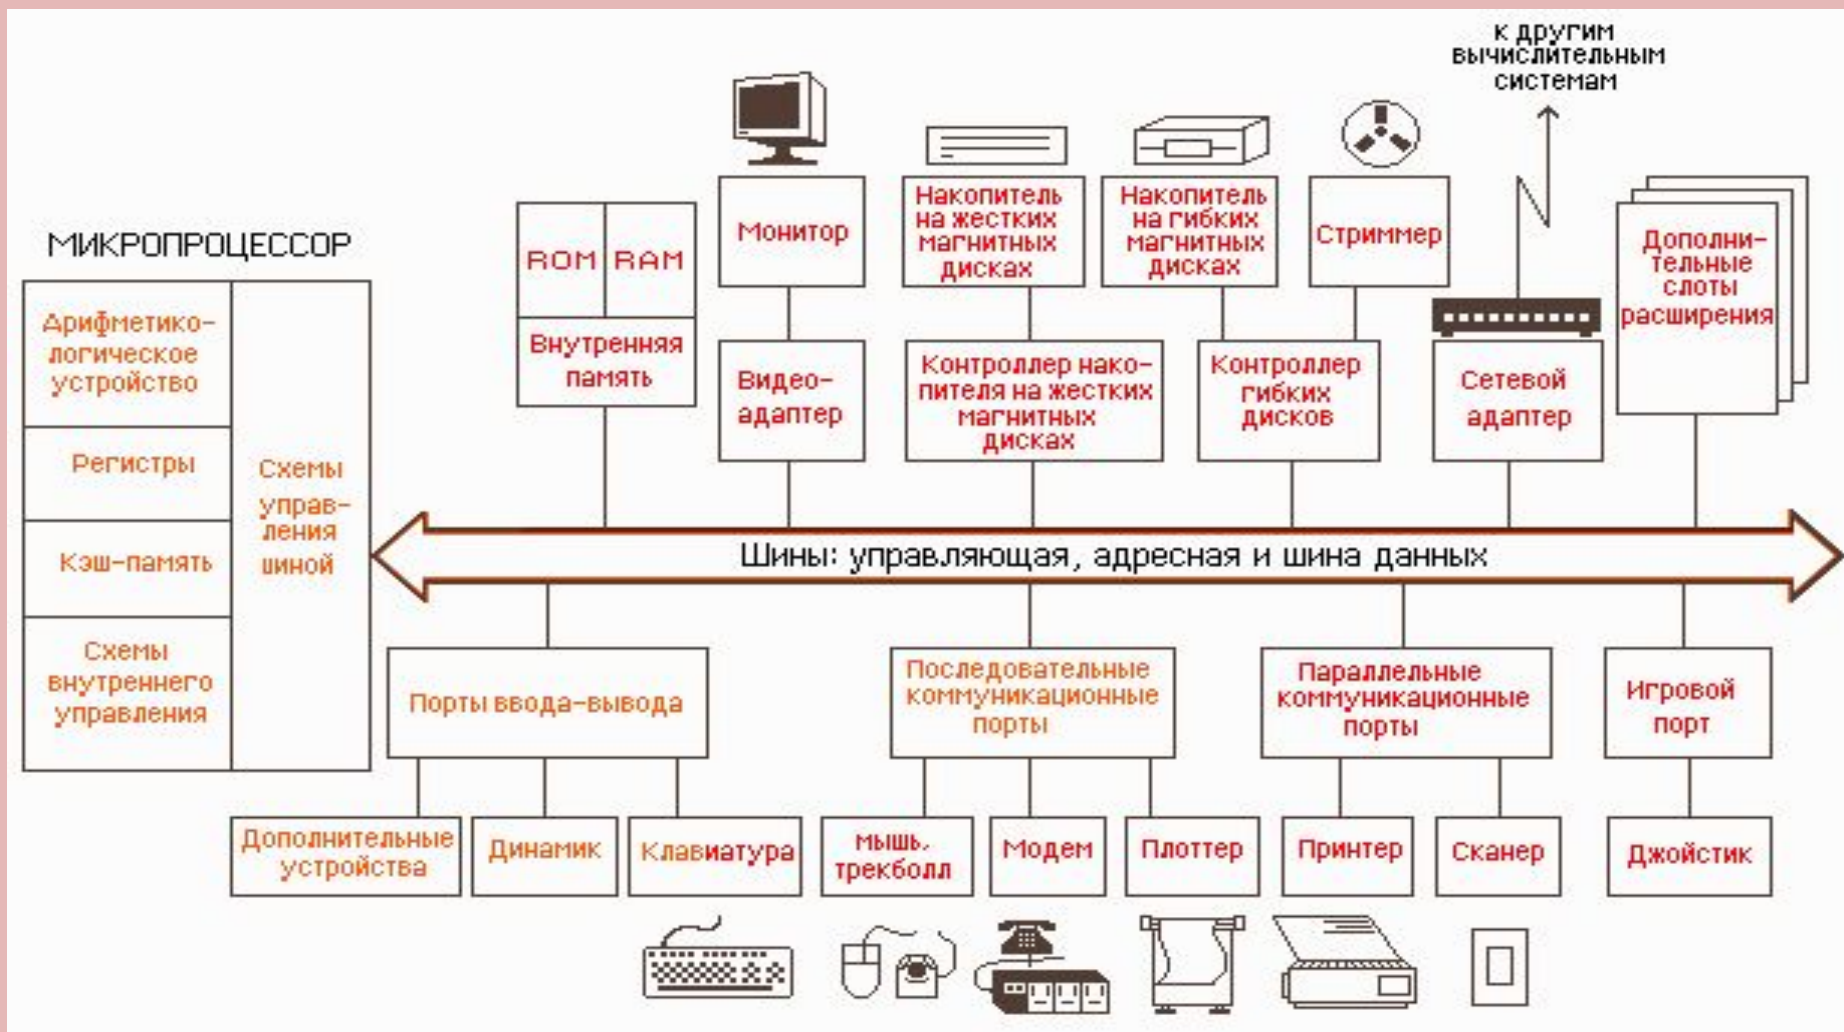 к другим
вычислительным
системам
МИКРОПРОЦЕССОР
Арифметико-
логическое
устройство
Регистры
Кэш-память
Схемы
внутреннего
управления
Схемы
управ-
ления
шиной
ROM RAM
Внутренняя
память
Монитор
Видео-
адаптер
Накопитель
на жестких
магнитных
дисках
Контроллер нако-
пителя на жестких
магнитных
дисках
Накопитель
на гибких
магнитных
дисках
Стриммер
Контроллер
гибких
дисков
Сетевой
адаптер
Дополни-
тельные
слоты
расширения
Шины: управляющая, адресная и шина данных
Порты ввода-вывода
Последовательные
коммуникационные
порты
Параллельные
коммуникационные
порты
Игровой
порт
Дополнительные
устройства
Динамик
Клавиатура
мышь,
трекболл
Модем
Плоттер
Принтер
Сканер
Джойстик